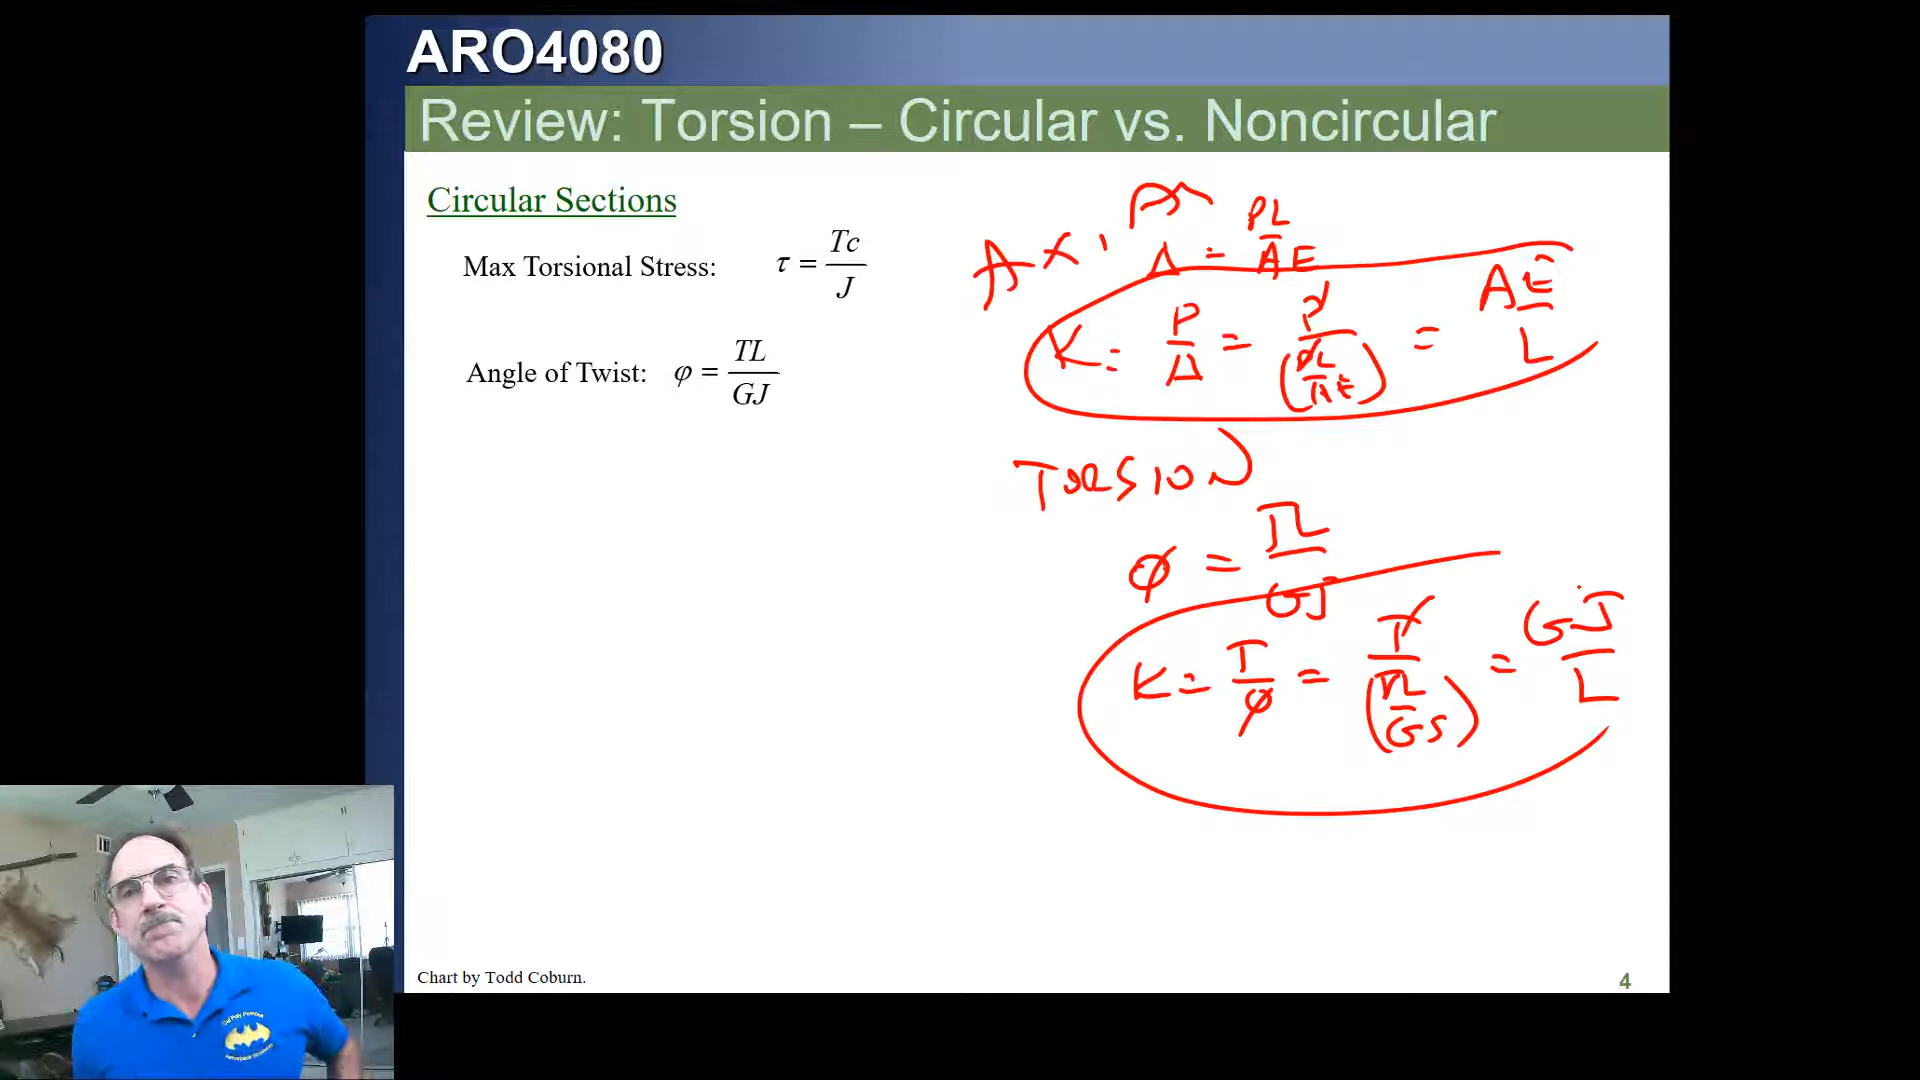 ARO4080
Review: Torsion – Circular vs. Noncircular
Circular Sections
Max Torsional Stress: τ = Tc / J
Angle of Twist: φ = TL / GJ
Δ = PL / AE
K = P / Δ = P / (PL / AE) = AE / L
TORSION
φ = TL / GJ
K = T / φ = T / (TL / GJ) = GJ / L
Chart by Todd Coburn.
4